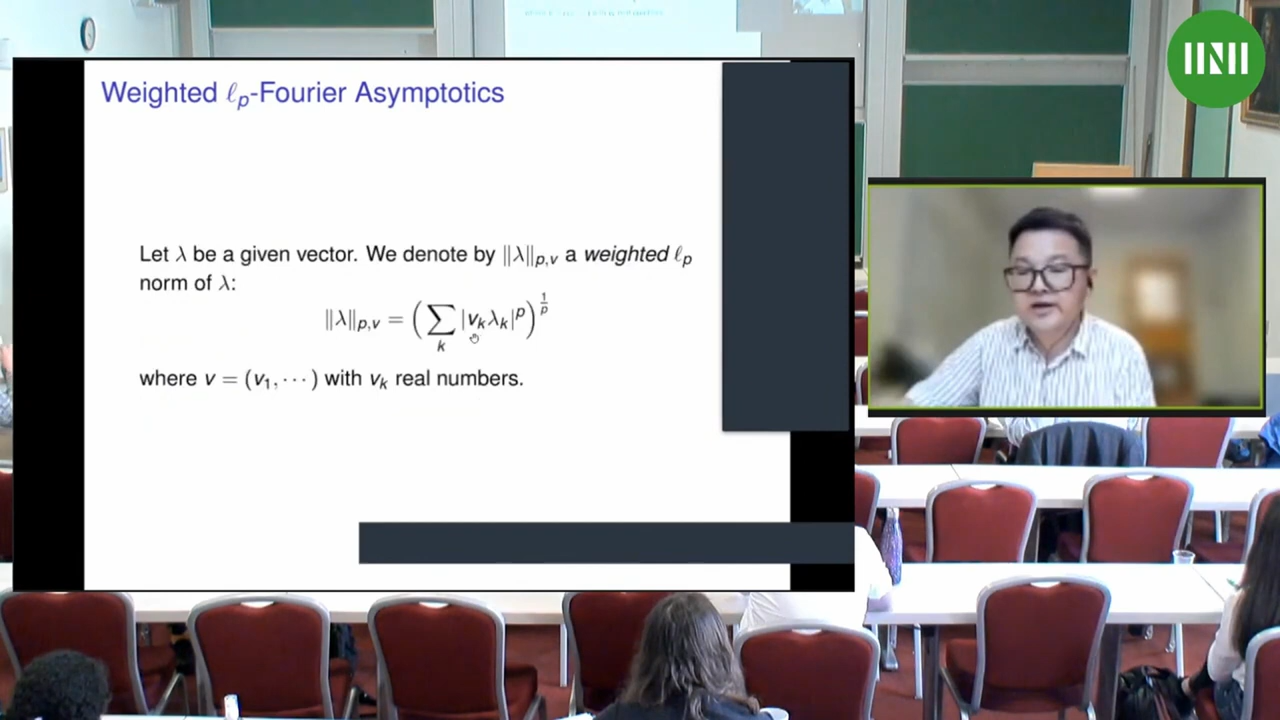 Weighted ℓ_p-Fourier Asymptotics
Let λ be a given vector. We denote by ‖λ‖_{p,v} a weighted ℓ_p
norm of λ:
‖λ‖_{p,v} = ( ∑_k |v_k λ_k|^p )^{1/p}
where v = (v_1, ⋯) with v_k real numbers.